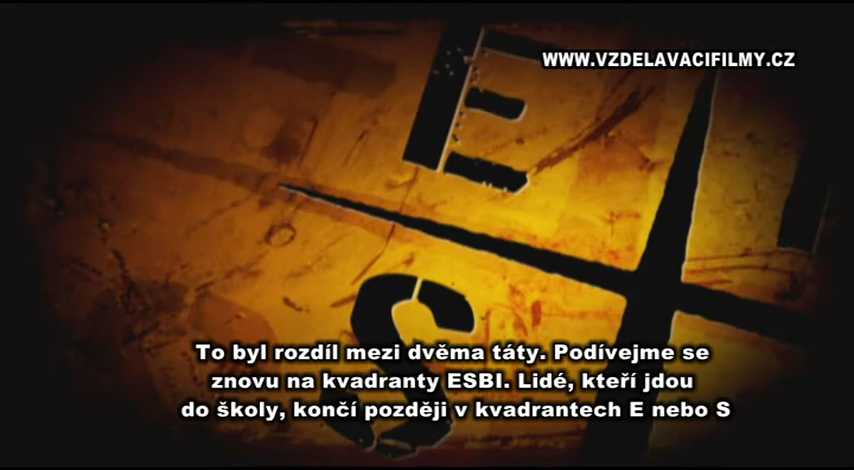 WWW.VZDELAVACIFILMY.CZ
E
S
To byl rozdíl mezi dvěma táty. Podívejme se
znovu na kvadranty ESBI. Lidé, kteří jdou
do školy, končí později v kvadrantech E nebo S